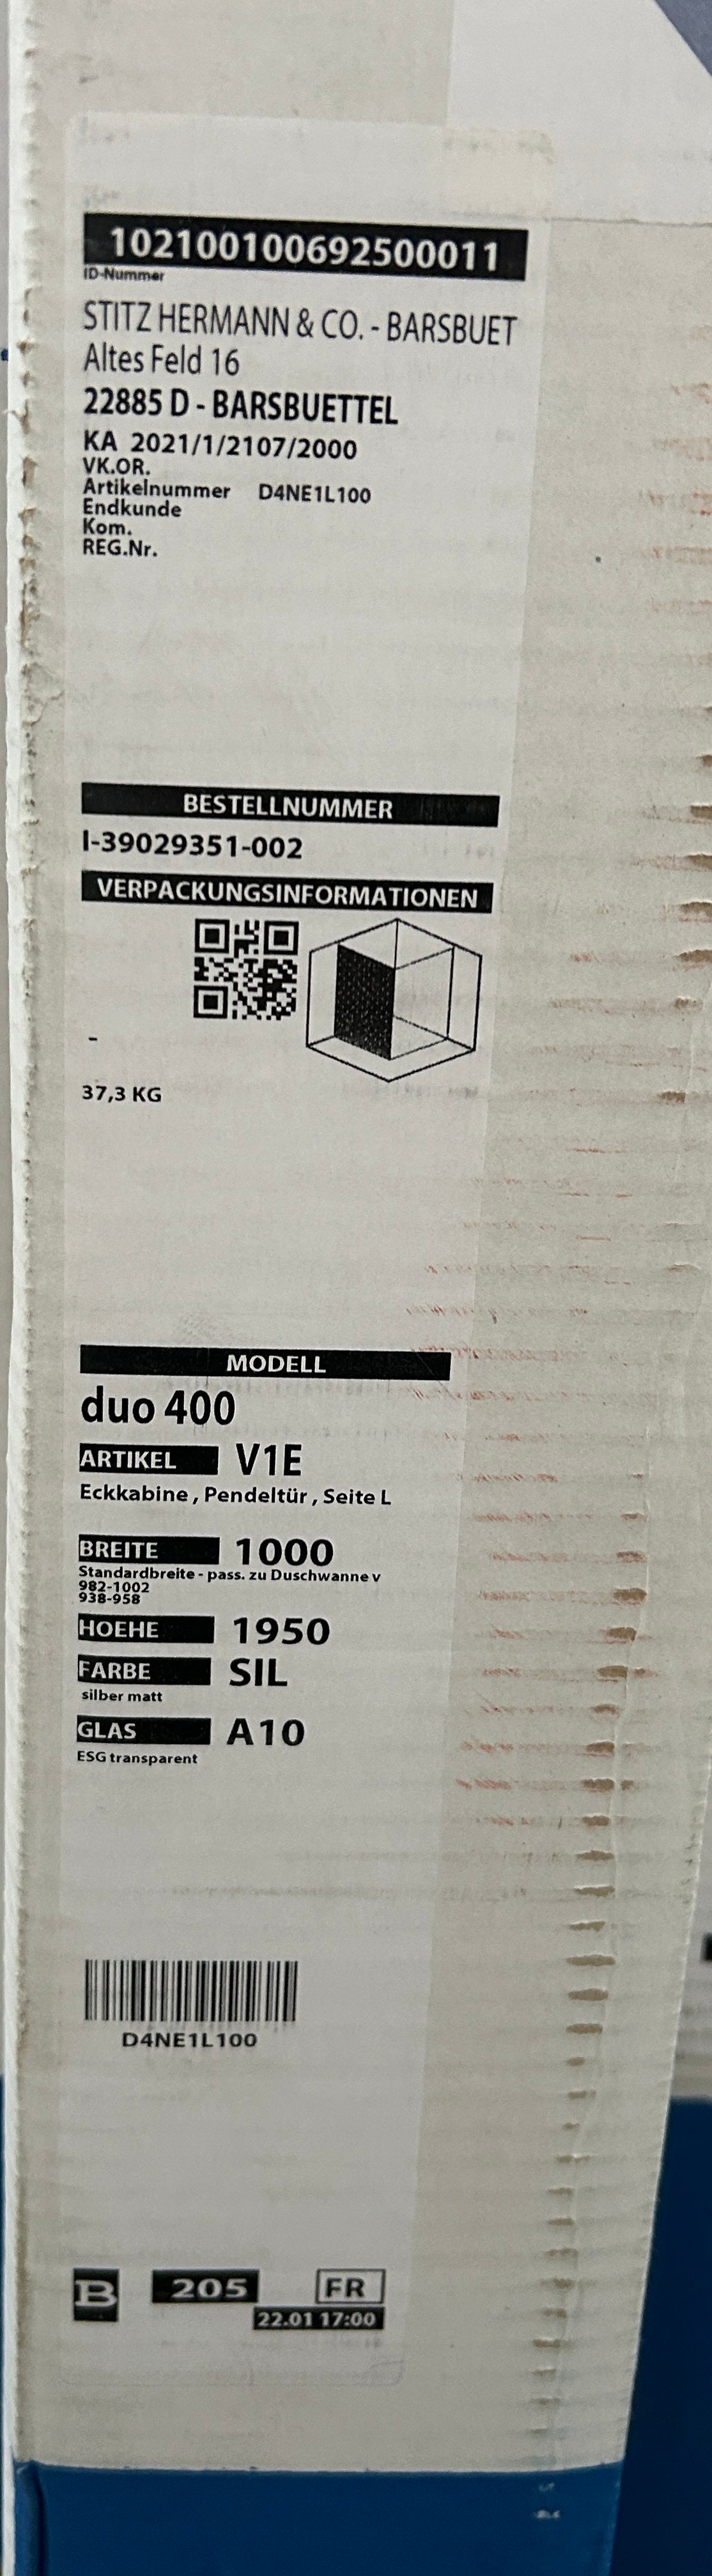 102100100692500011
ID-Nummer
STITZ HERMANN & CO. - BARSBUET
Altes Feld 16
22885 D - BARSBUETTEL
KA 2021/1/2107/2000
VK.OR.
Artikelnummer D4NE1L100
Endkunde
Kom.
REG.Nr.
BESTELLNUMMER
I-39029351-002
VERPACKUNGSINFORMATIONEN
-
37,3 KG
MODELL
duo 400
ARTIKEL V1E
Eckkabine , Pendeltür , Seite L
BREITE 1000
Standardbreite - pass. zu Duschwanne v
982-1002
938-958
HOEHE 1950
FARBE SIL
silber matt
GLAS A10
ESG transparent
D4NE1L100
B 205 FR
22.01 17:00